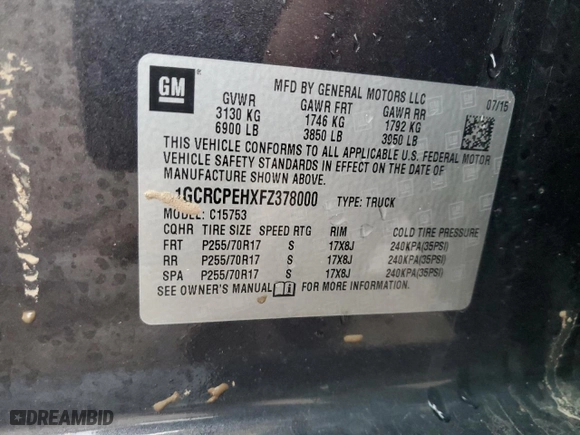 GM ®
MFD BY GENERAL MOTORS LLC 07/15
GVWR GAWR FRT GAWR RR
3130 KG 1746 KG 1792 KG
6900 LB 3850 LB 3950 LB
THIS VEHICLE CONFORMS TO ALL APPLICABLE U.S. FEDERAL MOTOR
VEHICLE SAFETY STANDARDS IN EFFECT ON THE DATE OF
MANUFACTURE SHOWN ABOVE.
1GCRCPEHXFZ378000 TYPE: TRUCK
MODEL: C15753
CQHR TIRE SIZE SPEED RTG RIM COLD TIRE PRESSURE
FRT P255/70R17 S 17X8J 240KPA(35PSI)
RR P255/70R17 S 17X8J 240KPA(35PSI)
SPA P255/70R17 S 17X8J 240KPA(35PSI)
SEE OWNER'S MANUAL FOR MORE INFORMATION.
DREAMBID